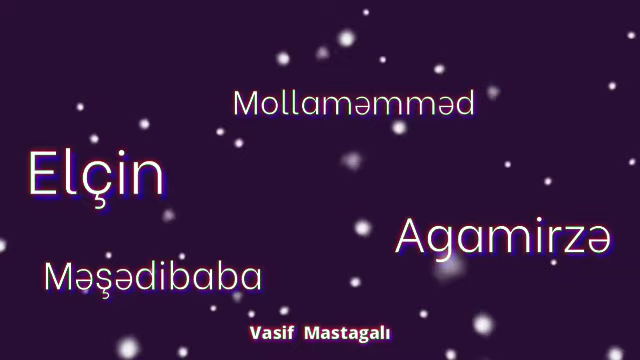 Mollaməmməd
Elçin
Agamirzə
Məşədibaba
Vasif Mastagalı